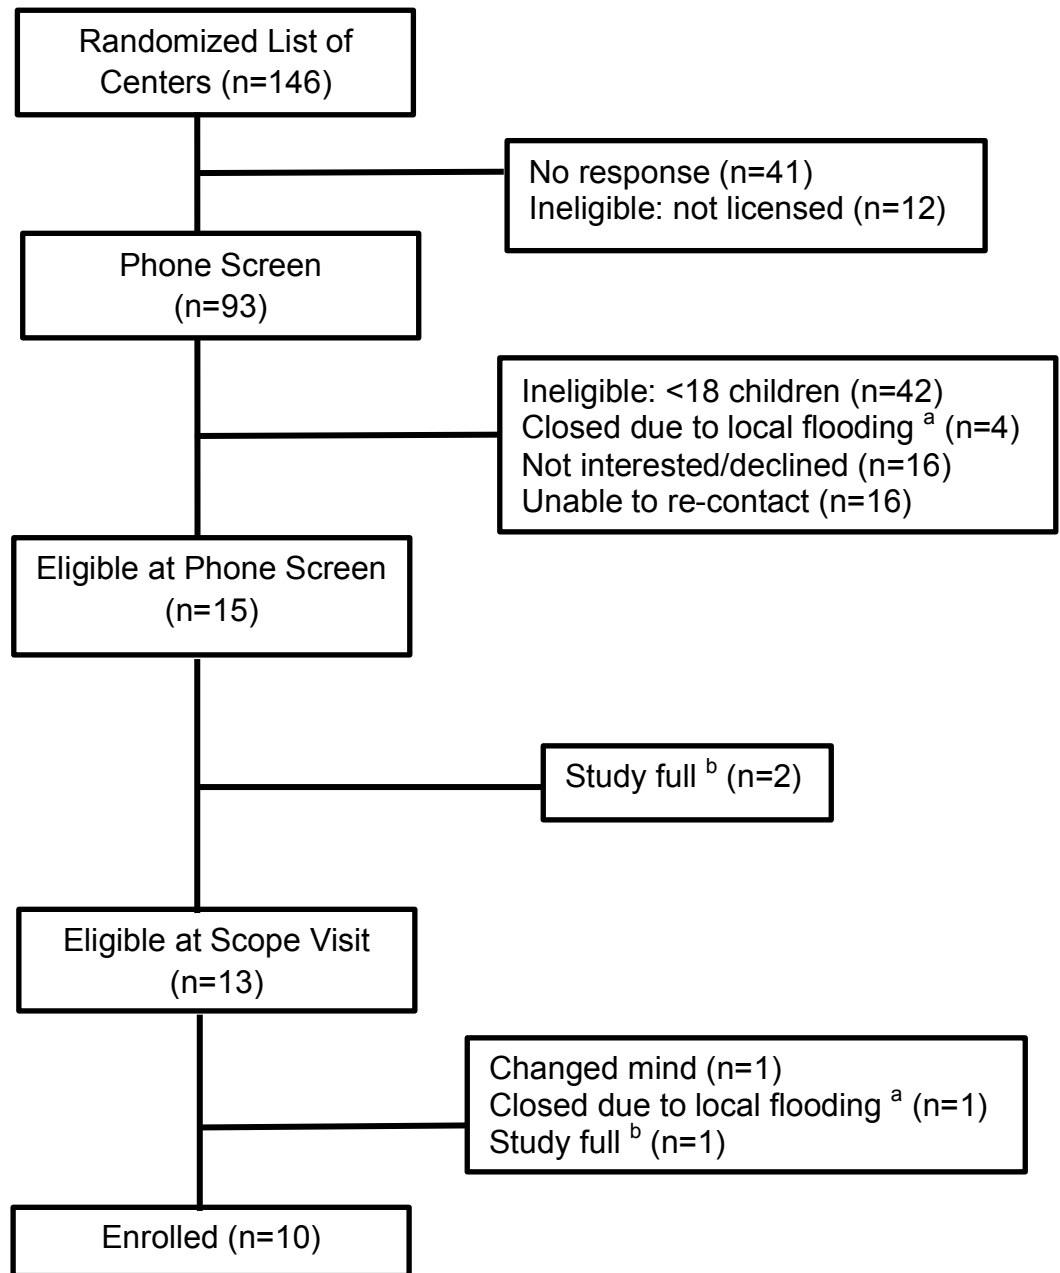 Randomized List of
Centers (n=146)
No response (n=41)
Ineligible: not licensed (n=12)
Phone Screen
(n=93)
Ineligible: <18 children (n=42)
Closed due to local flooding a (n=4)
Not interested/declined (n=16)
Unable to re-contact (n=16)
Eligible at Phone Screen
(n=15)
Study full b (n=2)
Eligible at Scope Visit
(n=13)
Changed mind (n=1)
Closed due to local flooding a (n=1)
Study full b (n=1)
Enrolled (n=10)